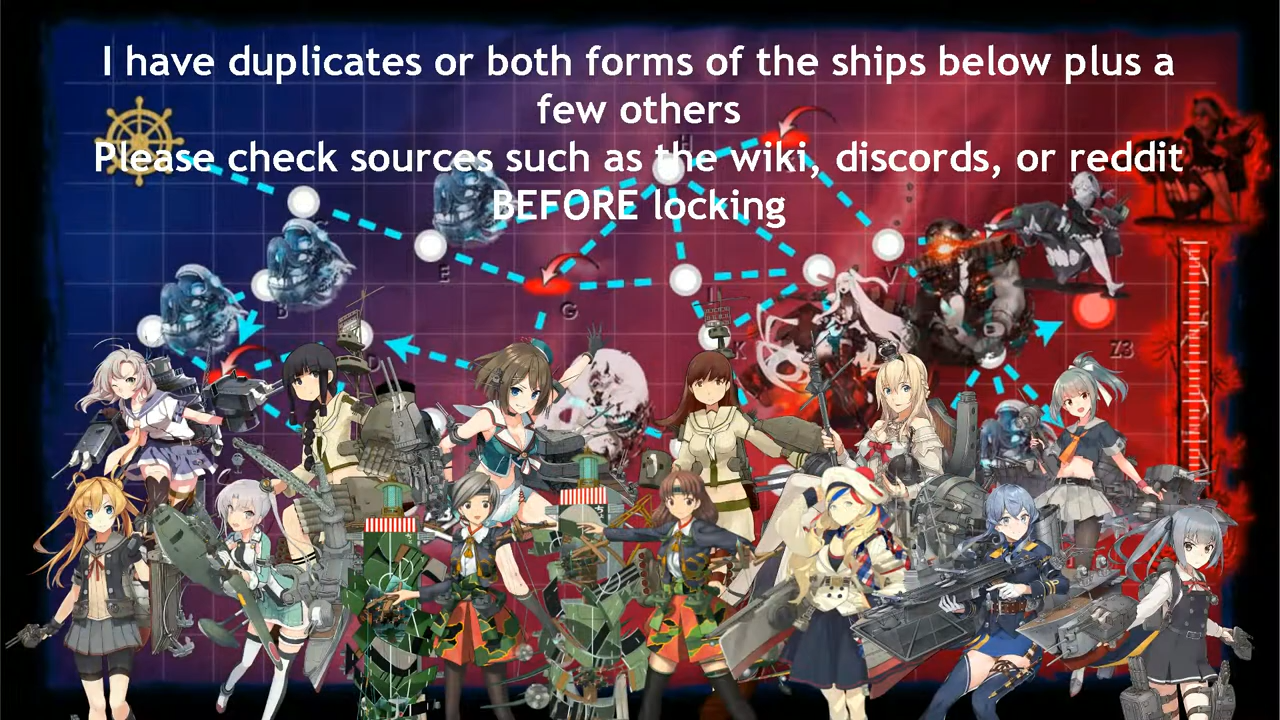 I have duplicates or both forms of the ships below plus a
few others
Please check sources such as the wiki, discords, or reddit
BEFORE locking
H
E
B
G
I
V
D
K
Z3